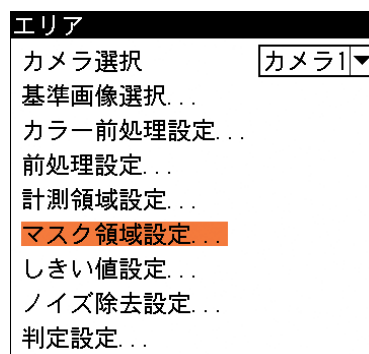 エリア
カメラ選択 カメラ1
基準画像選択...
カラー前処理設定...
前処理設定...
計測領域設定...
マスク領域設定...
しきい値設定...
ノイズ除去設定...
判定設定...